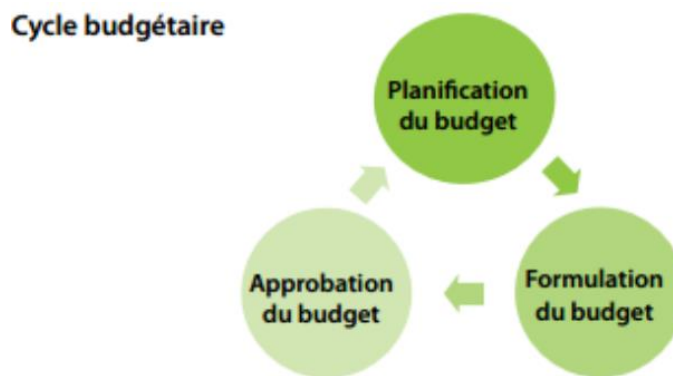 Cycle budgétaire
Planification
du budget
Formulation
du budget
Approbation
du budget